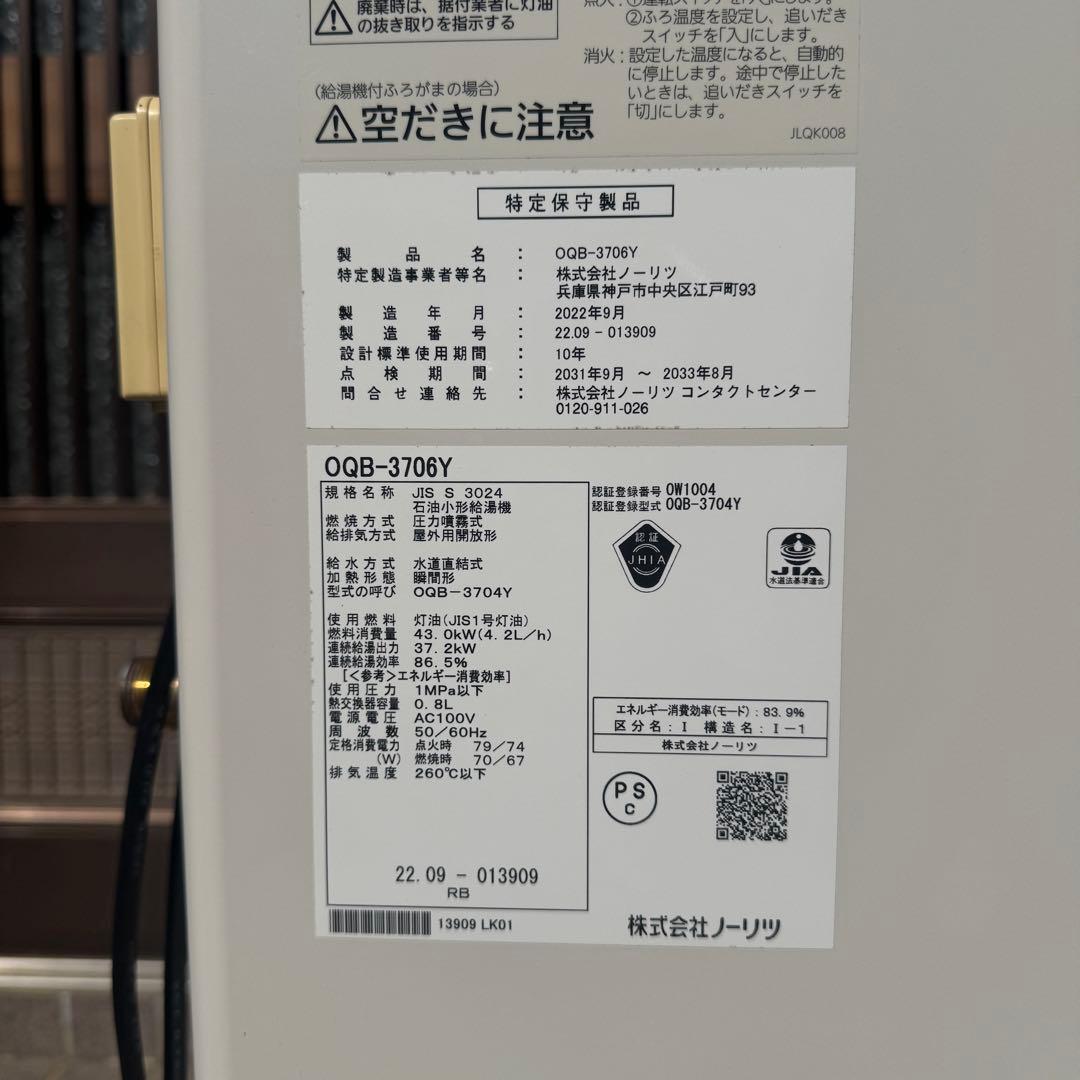 廃棄時は、据付業者に灯油
の抜き取りを指示する
(給湯機付ふろがまの場合)
⚠空だきに注意
②ふろ温度を設定し、追いだき
スイッチを「入」にします。
消火：設定した温度になると、自動的
に停止します。途中で停止した
いときは、追いだきスイッチを
「切」にします。
JLQK008
特定保守製品
製品名 ： OQB-3706Y
特定製造事業者等名 ： 株式会社ノーリツ
兵庫県神戸市中央区江戸町93
製造年月 ： 2022年9月
製造番号 ： 22.09 - 013909
設計標準使用期間 ： 10年
点検期間 ： 2031年9月 ～ 2033年8月
問合せ連絡先 ： 株式会社ノーリツ コンタクトセンター
0120-911-026
OQB-3706Y
規格名称 JIS S 3024
石油小形給湯機
燃焼方式 圧力噴霧式
給排気方式 屋外用開放形
給水方式 水道直結式
加熱形態 瞬間形
型式の呼び OQB-3704Y
使用燃料 灯油(JIS1号灯油)
燃料消費量 43.0kW(4.2L/h)
連続給湯出力 37.2kW
連続給湯効率 86.5%
[<参考>エネルギー消費効率]
使用圧力 1MPa以下
熱交換器容量 0.8L
電源電圧 AC100V
周波数 50/60Hz
定格消費電力 点火時 79/74
(W) 燃焼時 70/67
排気温度 260℃以下
22.09 - 013909
RB
13909 LK01
認証登録番号 0W1004
認証登録型式 OQB-3704Y
認証
JHIA
JIA
水道法基準適合
エネルギー消費効率(モード)：83.9%
区分名：I 構造名：I-1
株式会社ノーリツ
PS
C
株式会社ノーリツ